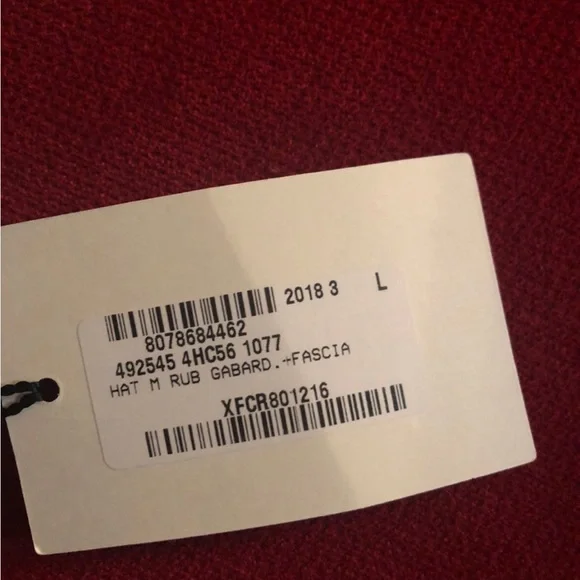 2018 3 L
8078684462
492545 4HC56 1077
HAT M RUB GABARD.+FASCIA
XFCR801216